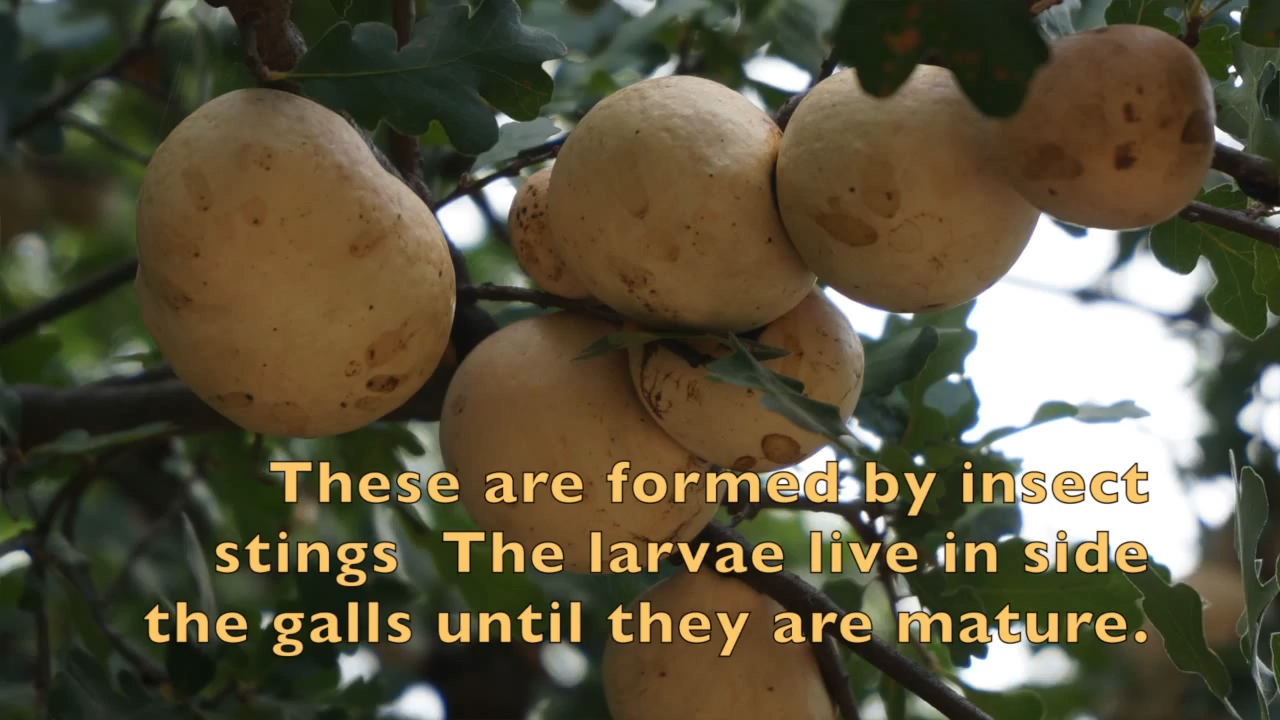 These are formed by insect
stings  The larvae live in side
the galls until they are mature.